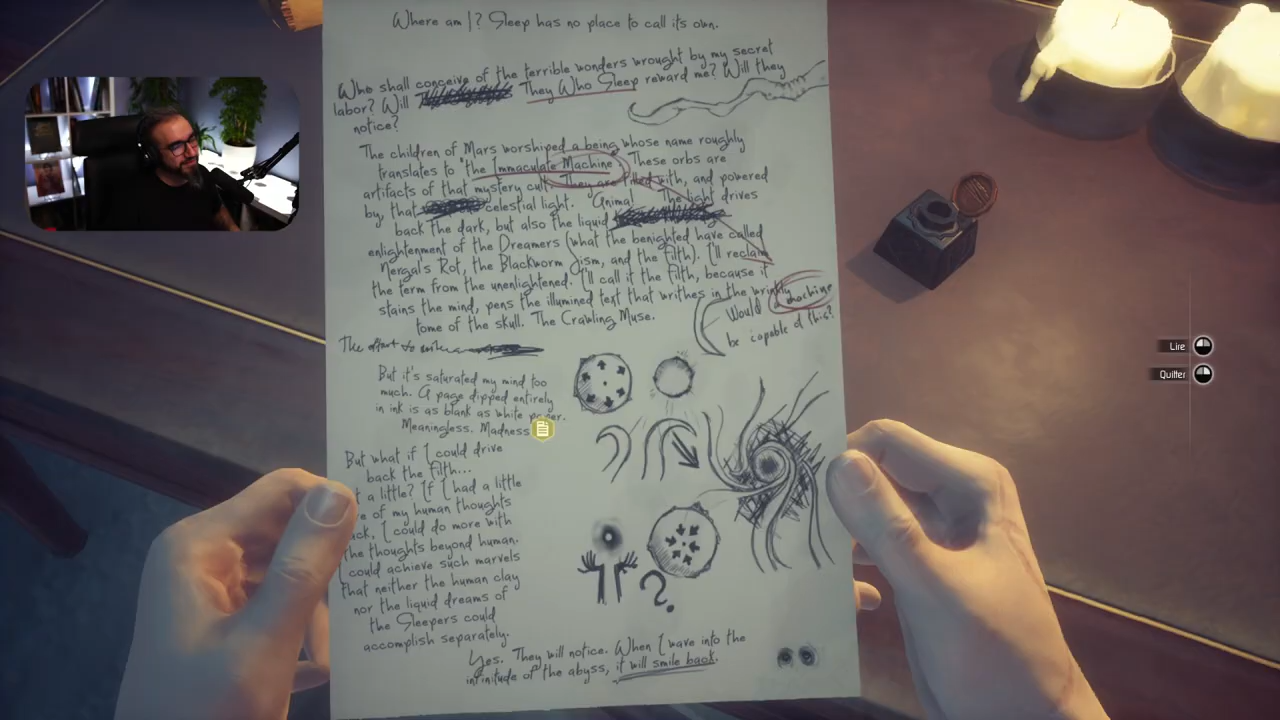 Where am I? Sleep has no place to call its own.
Who shall conceive of the terrible wonders wrought by my secret
labor? Will They Who Sleep reward me? Will they
notice?
The children of Mars worshiped a being whose name roughly
translates to "the Immaculate Machine". These orbs are
artifacts of that mystery cult. They are filled with, and powered
by, that celestial light. Animal The light drives
back the dark, but also the liquid
enlightenment of the Dreamers (what the benighted have called
Nergal's Rot, the Blackworm Jism, and the filth). I'll reclaim
the term from the unenlightened. I'll call it the filth, because it
stains the mind, pens the illumined text that writhes in the wrinkly
tome of the skull. The Crawling Muse.
Would a machine
be capable of this?
The effort to
But it's saturated my mind too
much. A page dipped entirely
in ink is as blank as white paper.
Meaningless. Madness
But what if I could drive
back the filth...
a little? If I had a little
of my human thoughts
I could do more with
the thoughts beyond human.
I could achieve such marvels
that neither the human clay
nor the liquid dreams of
the Sleepers could
accomplish separately.
?
Yes. They will notice. When I wave into the
infinitude of the abyss, it will smile back.
Lire
Quitter